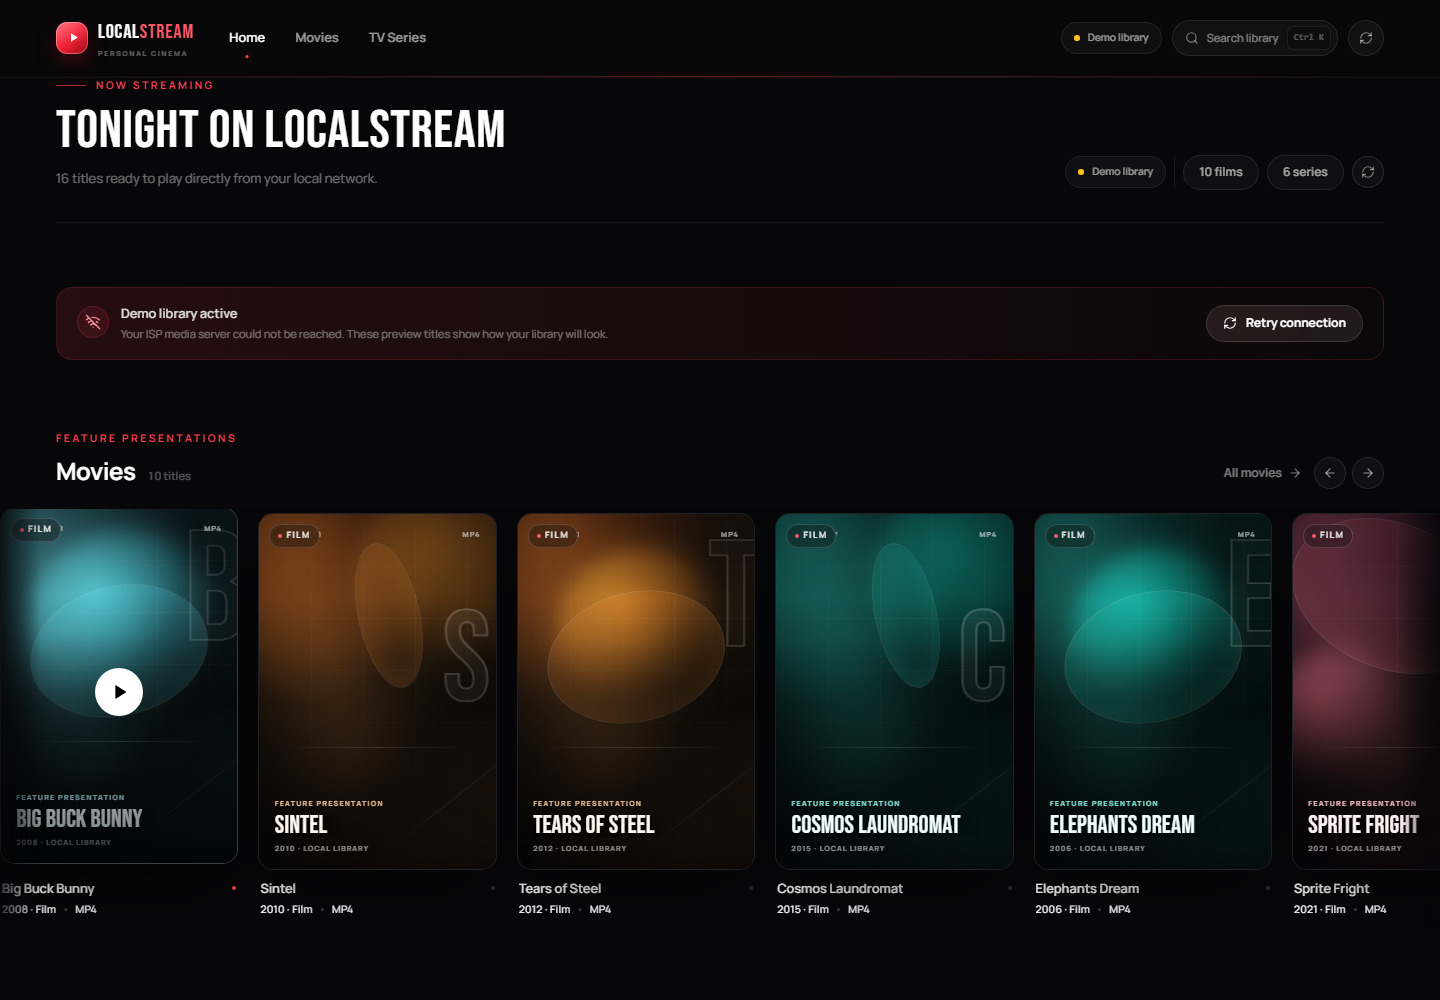 LOCALSTREAM
PERSONAL CINEMA
Home
Movies
TV Series
Demo library
Search library
Ctrl K
NOW STREAMING
TONIGHT ON LOCALSTREAM
16 titles ready to play directly from your local network.
Demo library
10 films
6 series
Demo library active
Your ISP media server could not be reached. These preview titles show how your library will look.
Retry connection
FEATURE PRESENTATIONS
Movies
10 titles
All movies
FILM
MP4
B
FEATURE PRESENTATION
BIG BUCK BUNNY
2008 · LOCAL LIBRARY
Big Buck Bunny
2008 · Film • MP4
FILM
MP4
S
FEATURE PRESENTATION
SINTEL
2010 · LOCAL LIBRARY
Sintel
2010 · Film • MP4
FILM
MP4
T
FEATURE PRESENTATION
TEARS OF STEEL
2012 · LOCAL LIBRARY
Tears of Steel
2012 · Film • MP4
FILM
MP4
C
FEATURE PRESENTATION
COSMOS LAUNDROMAT
2015 · LOCAL LIBRARY
Cosmos Laundromat
2015 · Film • MP4
FILM
MP4
E
FEATURE PRESENTATION
ELEPHANTS DREAM
2006 · LOCAL LIBRARY
Elephants Dream
2006 · Film • MP4
FILM
FEATURE PRESENTATION
SPRITE FRIGHT
2021 · LOCAL LIBRARY
Sprite Fright
2021 · Film • MP4